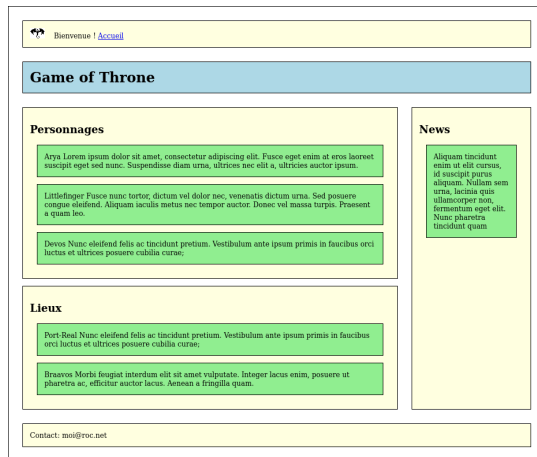 Bienvenue ! Accueil
Game of Throne
Personnages
Arya Lorem ipsum dolor sit amet, consectetur adipiscing elit. Fusce eget enim at eros laoreet
suscipit eget sed nunc. Suspendisse diam urna, ultrices nec elit a, ultricies auctor ipsum.
Littlefinger Fusce nunc tortor, dictum vel dolor nec, venenatis dictum urna. Sed posuere
congue eleifend. Aliquam iaculis metus nec tempor auctor. Donec vel massa turpis. Praesent
a quam leo.
Devos Nunc eleifend felis ac tincidunt pretium. Vestibulum ante ipsum primis in faucibus orci
luctus et ultrices posuere cubilia curae;
Lieux
Port-Real Nunc eleifend felis ac tincidunt pretium. Vestibulum ante ipsum primis in faucibus
orci luctus et ultrices posuere cubilia curae;
Braavos Morbi feugiat interdum elit sit amet vulputate. Integer lacus enim, posuere ut
pharetra ac, efficitur auctor lacus. Aenean a fringilla quam.
News
Aliquam tincidunt
enim ut elit cursus,
id suscipit purus
aliquam. Nullam sem
urna, lacinia quis
ullamcorper non,
fermentum eget elit.
Nunc pharetra
tincidunt quam
Contact: moi@roc.net